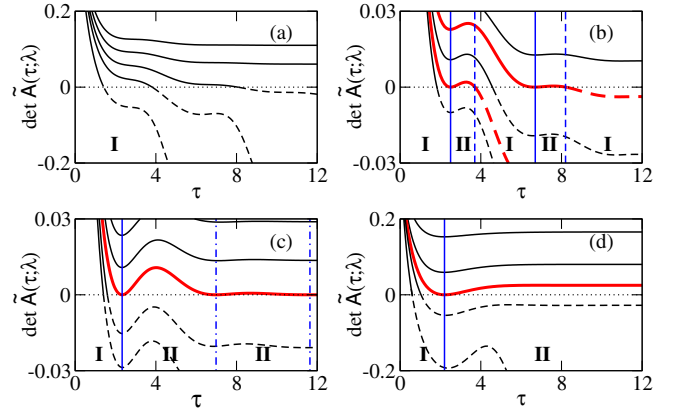 0.2
(a)
0
det Ã(τ;λ)
I
-0.2
0 4 8 12
τ
0.03
(b)
0
det Ã(τ;λ)
I II I II I
-0.03
0 4 8 12
τ
0.03
(c)
0
det Ã(τ;λ)
I II II
-0.03
0 4 8 12
τ
0.2
(d)
0
det Ã(τ;λ)
I II
-0.2
0 4 8 12
τ